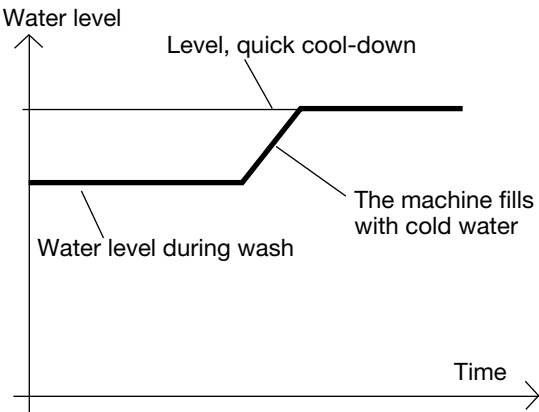 Water level
Level, quick cool-down
The machine fills
with cold water
Water level during wash
Time